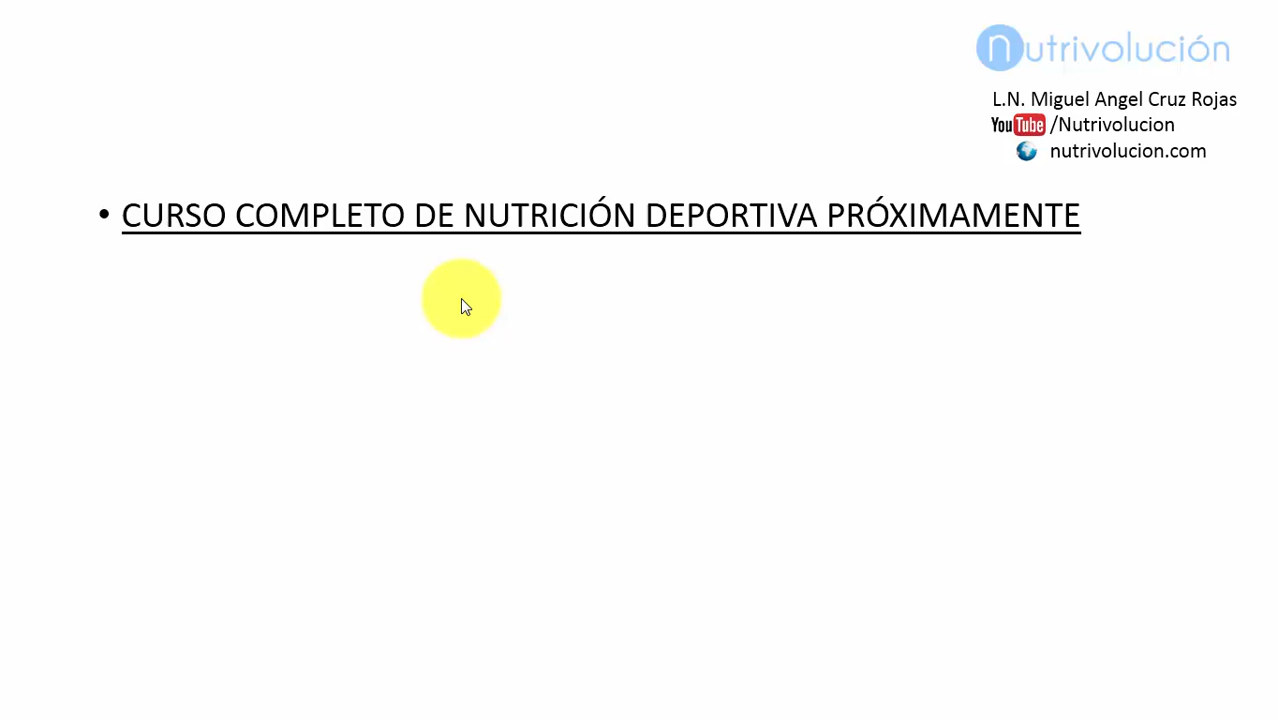 nutrivolución
L.N. Miguel Angel Cruz Rojas
YouTube /Nutrivolucion
nutrivolucion.com
• CURSO COMPLETO DE NUTRICIÓN DEPORTIVA PRÓXIMAMENTE